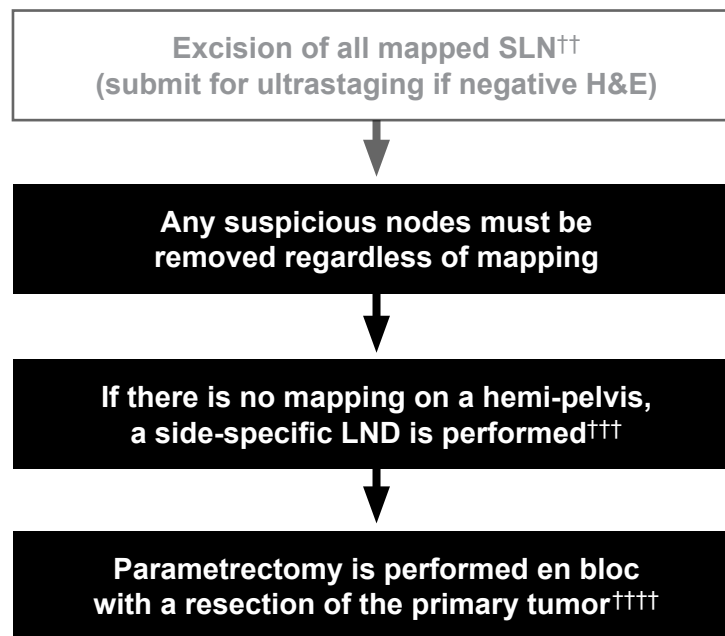 Excision of all mapped SLN††
(submit for ultrastaging if negative H&E)
Any suspicious nodes must be
removed regardless of mapping
If there is no mapping on a hemi-pelvis,
a side-specific LND is performed†††
Parametrectomy is performed en bloc
with a resection of the primary tumor††††